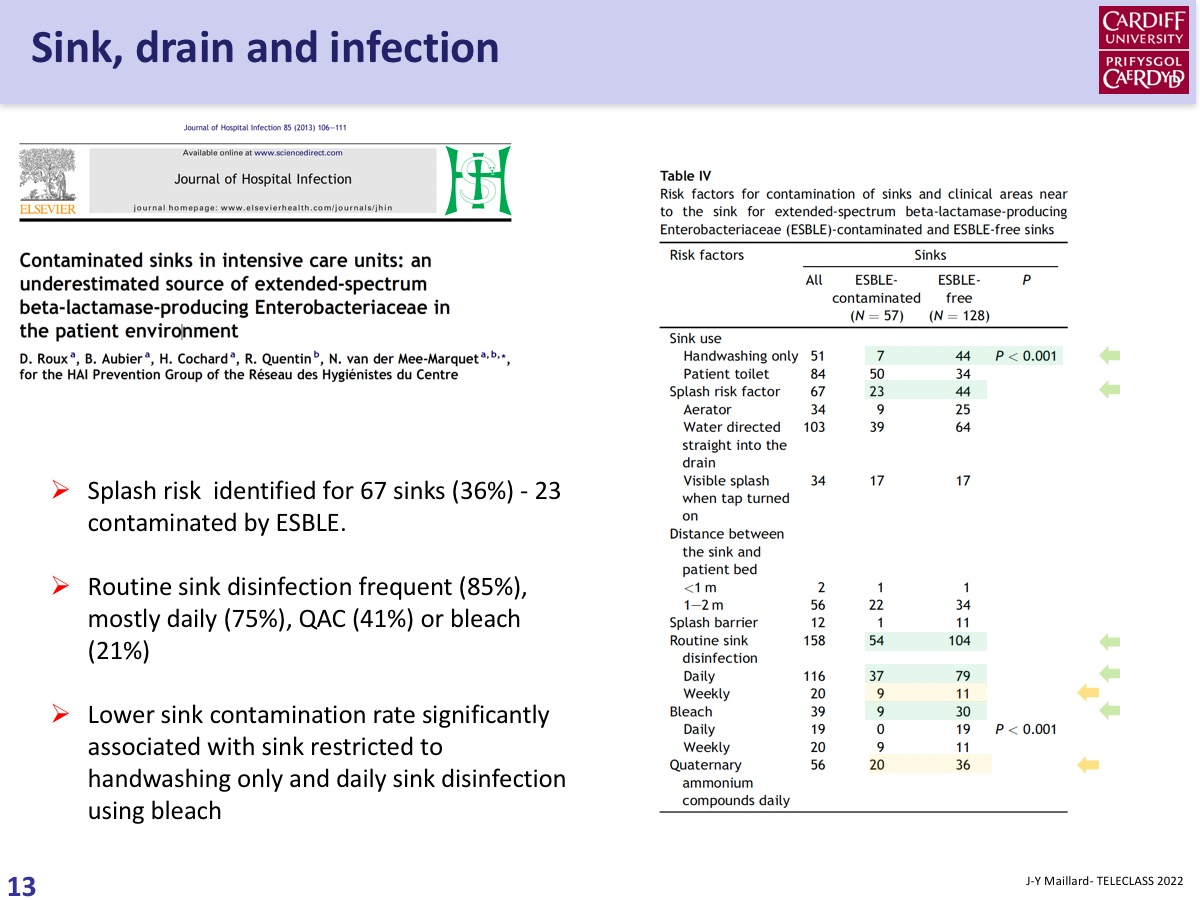 Sink, drain and infection
CARDIFF
UNIVERSITY
PRIFYSGOL
CAERDYDD
Journal of Hospital Infection 85 (2013) 106–111
Available online at www.sciencedirect.com
Journal of Hospital Infection
journal homepage: www.elsevierhealth.com/journals/jhin
ELSEVIER
Contaminated sinks in intensive care units: an
underestimated source of extended-spectrum
beta-lactamase-producing Enterobacteriaceae in
the patient environment
D. Roux a, B. Aubier a, H. Cochard a, R. Quentin b, N. van der Mee-Marquet a,b,*,
for the HAI Prevention Group of the Réseau des Hygiénistes du Centre
Splash risk identified for 67 sinks (36%) - 23
contaminated by ESBLE.
Routine sink disinfection frequent (85%),
mostly daily (75%), QAC (41%) or bleach
(21%)
Lower sink contamination rate significantly
associated with sink restricted to
handwashing only and daily sink disinfection
using bleach
Table IV
Risk factors for contamination of sinks and clinical areas near
to the sink for extended-spectrum beta-lactamase-producing
Enterobacteriaceae (ESBLE)-contaminated and ESBLE-free sinks
Risk factors Sinks
All ESBLE- ESBLE- P
contaminated free
(N = 57) (N = 128)
Sink use
Handwashing only 51 7 44 P < 0.001
Patient toilet 84 50 34
Splash risk factor 67 23 44
Aerator 34 9 25
Water directed 103 39 64
straight into the
drain
Visible splash 34 17 17
when tap turned
on
Distance between
the sink and
patient bed
<1 m 2 1 1
1–2 m 56 22 34
Splash barrier 12 1 11
Routine sink 158 54 104
disinfection
Daily 116 37 79
Weekly 20 9 11
Bleach 39 9 30
Daily 19 0 19 P < 0.001
Weekly 20 9 11
Quaternary 56 20 36
ammonium
compounds daily
13
J-Y Maillard- TELECLASS 2022